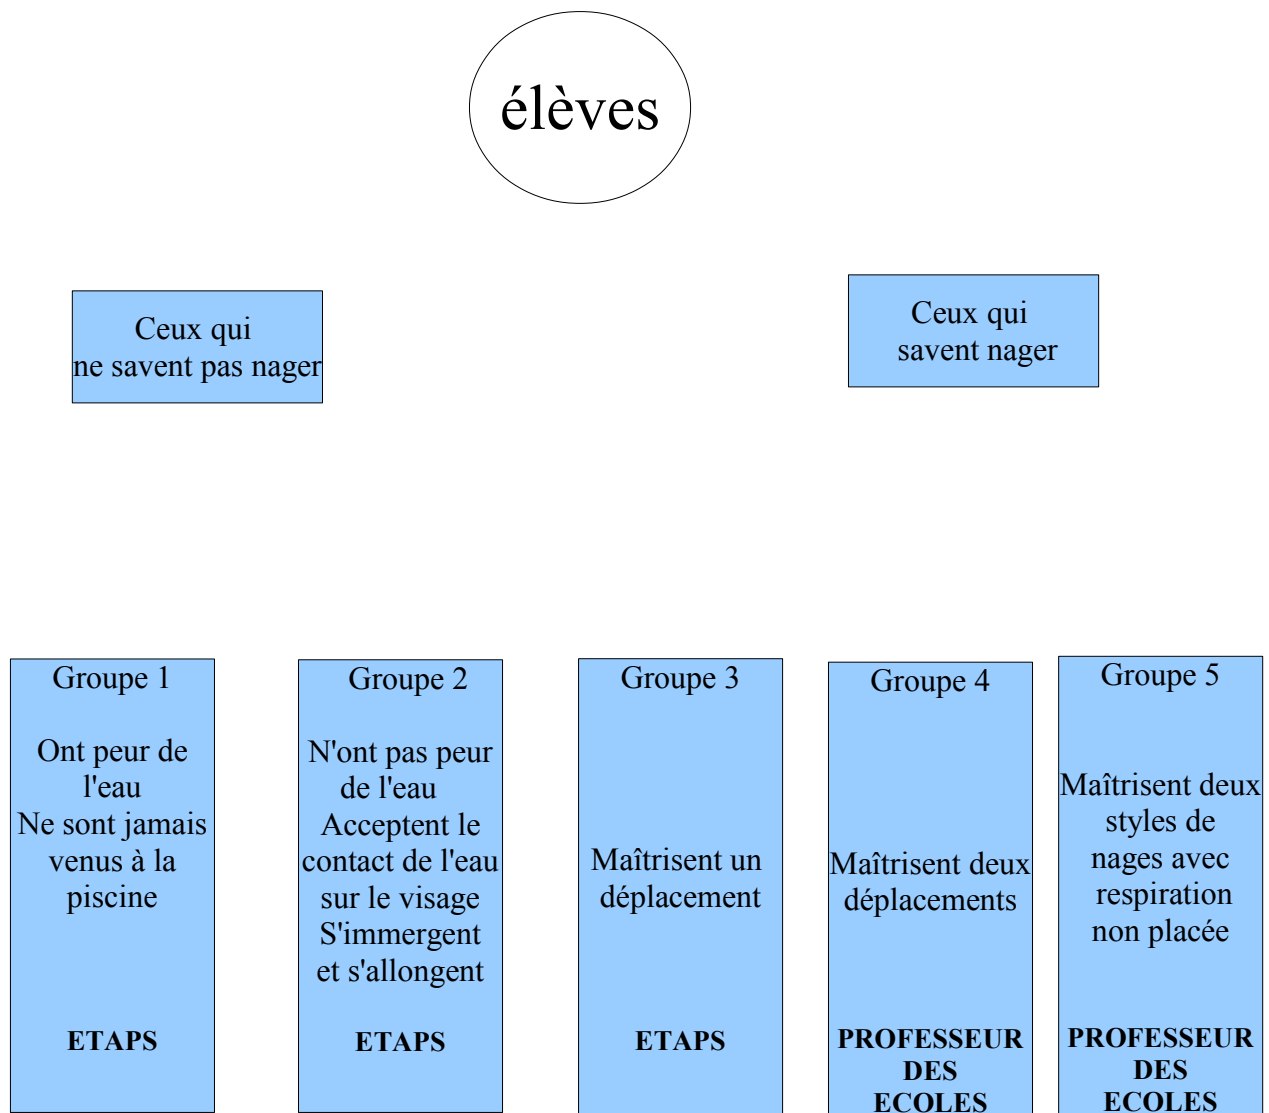 élèves
Ceux qui
ne savent pas nager
Ceux qui
savent nager
Groupe 1
Ont peur de
l'eau
Ne sont jamais
venus à la
piscine
ETAPS
Groupe 2
N'ont pas peur
de l'eau
Acceptent le
contact de l'eau
sur le visage
S'immergent
et s'allongent
ETAPS
Groupe 3
Maîtrisent un
déplacement
ETAPS
Groupe 4
Maîtrisent deux
déplacements
PROFESSEUR
DES
ECOLES
Groupe 5
Maîtrisent deux
styles de
nages avec
respiration
non placée
PROFESSEUR
DES
ECOLES